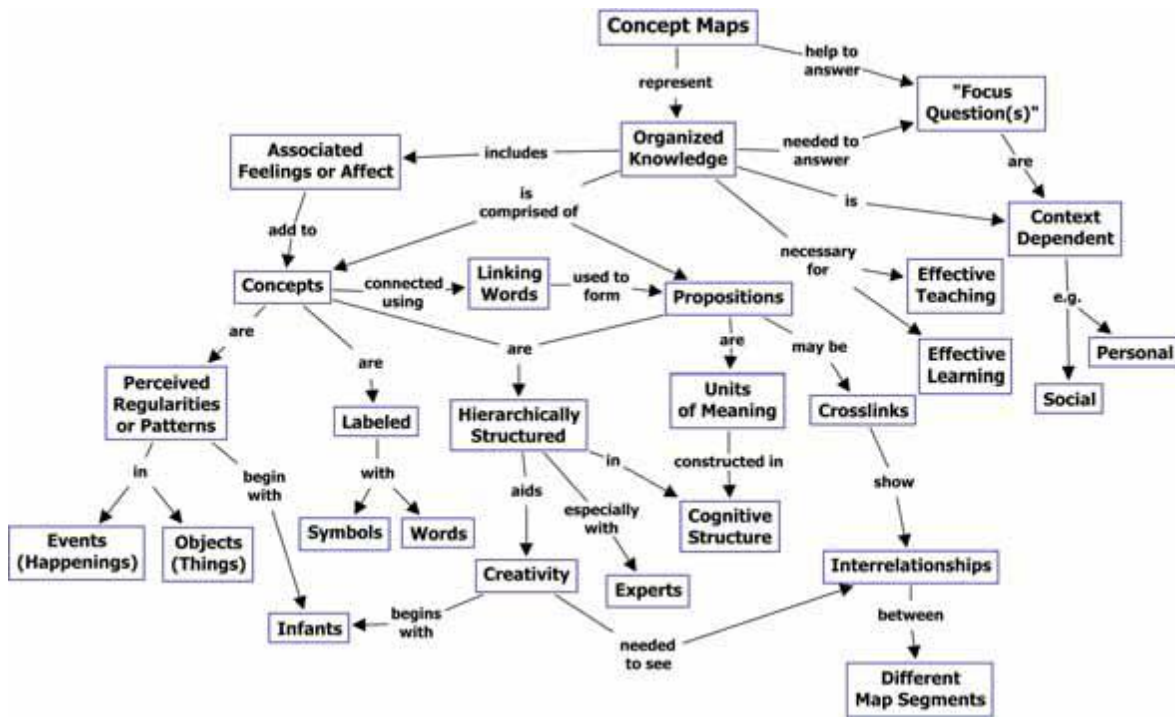 Concept Maps
help to
answer
represent
"Focus
Question(s)"
Organized
Knowledge
needed to
answer
includes
Associated
Feelings or Affect
are
is
comprised of
is
Context
Dependent
add to
necessary
for
Effective
Teaching
Concepts
connected
using
Linking
Words
used to
form
Propositions
e.g.
are
are
are
are
may be
Effective
Learning
Personal
Social
Perceived
Regularities
or Patterns
Labeled
Hierarchically
Structured
Units
of Meaning
Crosslinks
in
begin
with
with
aids
in
constructed in
show
especially
with
Events
(Happenings)
Objects
(Things)
Symbols
Words
Cognitive
Structure
Creativity
Experts
Interrelationships
Infants
begins
with
needed
to see
between
Different
Map Segments